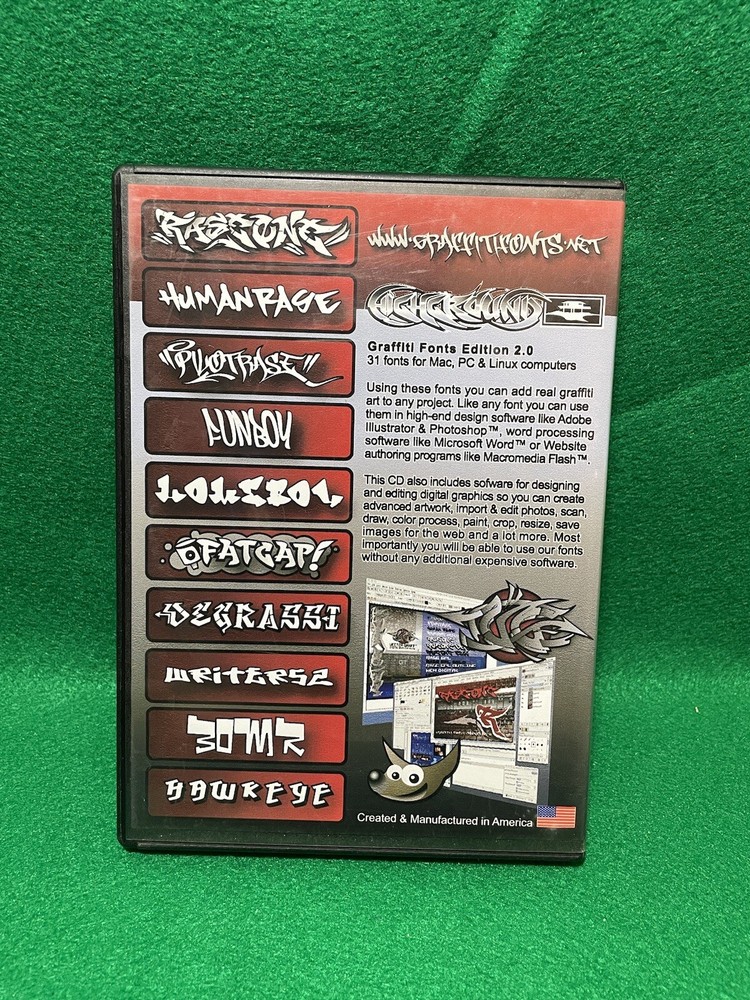 RASEONE
HUMANRASE
"PILOTRASE"
FUNBOY
FATCAP!
DEGRASSI
WRITERS2
HAWKEYE
WWW.GRAFFITIFONTS.NET
HIGHGROUND
Graffiti Fonts Edition 2.0
31 fonts for Mac, PC & Linux computers
Using these fonts you can add real graffiti
art to any project. Like any font you can use
them in high-end design software like Adobe
Illustrator & Photoshop™, word processing
software like Microsoft Word™ or Website
authoring programs like Macromedia Flash™.
This CD also includes sofware for designing
and editing digital graphics so you can create
advanced artwork, import & edit photos, scan,
draw, color process, paint, crop, resize, save
images for the web and a lot more. Most
importantly you will be able to use our fonts
without any additional expensive software.
RASEONE
Created & Manufactured in America